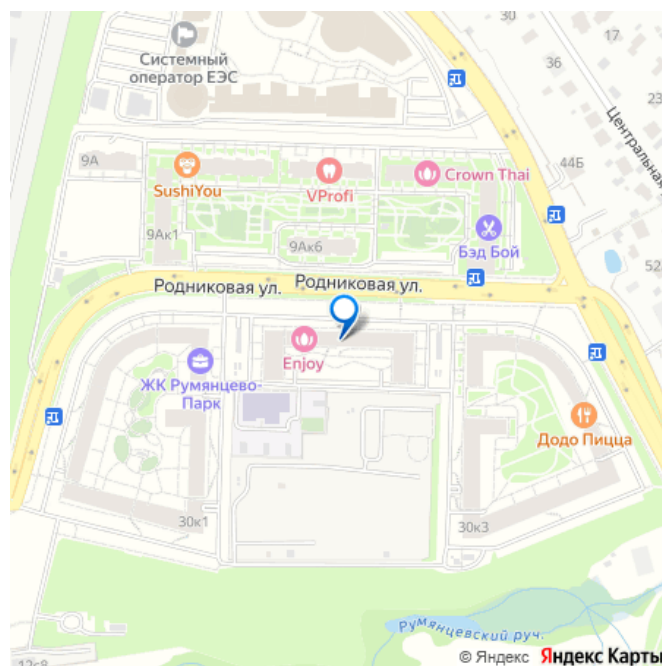 30
17
Системный
оператор ЕЭС
36
23
Центральная
9А
44Б
SushiYou
VProfi
Crown Thai
9Ак1
9Ак6
Бэд Бой
52
Родниковая ул.
Родниковая ул.
Enjoy
ЖК Румянцево-
Парк
Додо Пицца
30к1
30к3
Румянцевский руч.
12с8
© Яндекс Яндекс Карты